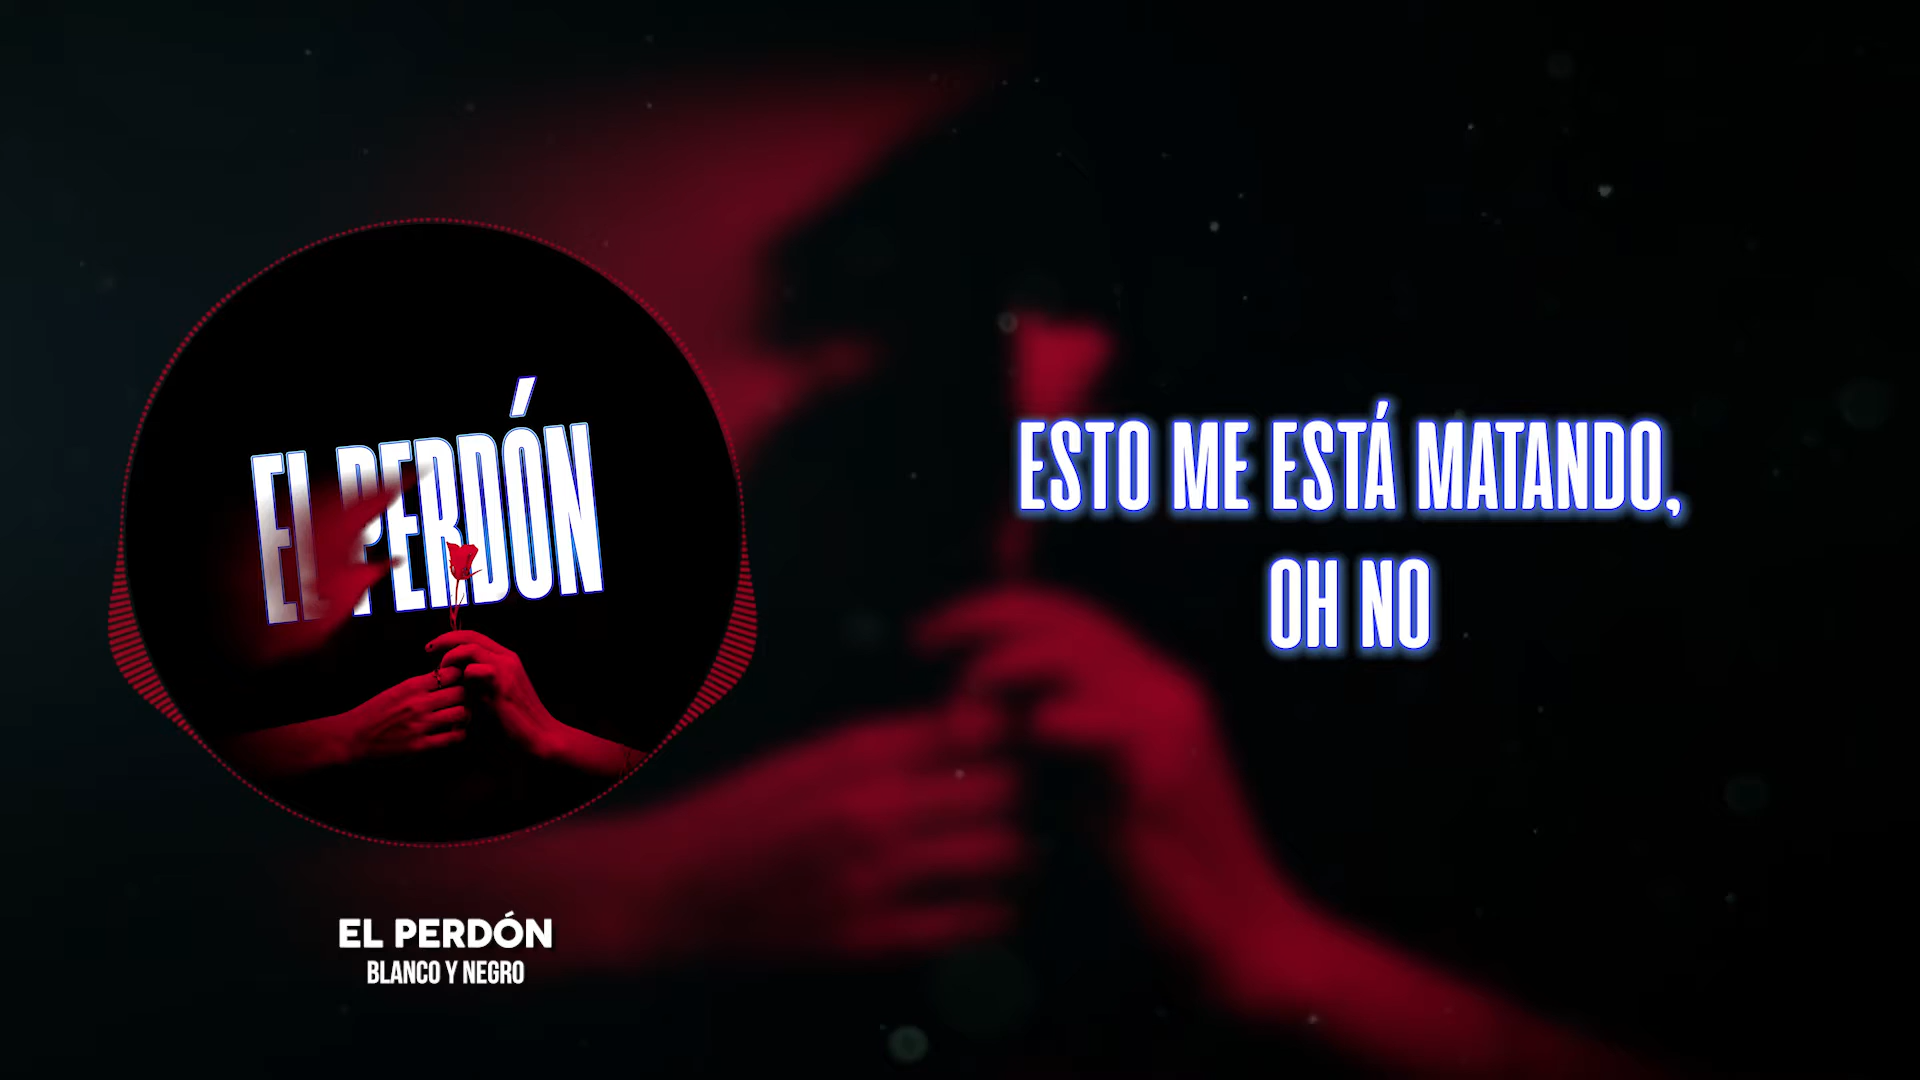 EL PERDÓN
EL PERDÓN
BLANCO Y NEGRO
ESTO ME ESTÁ MATANDO,
OH NO